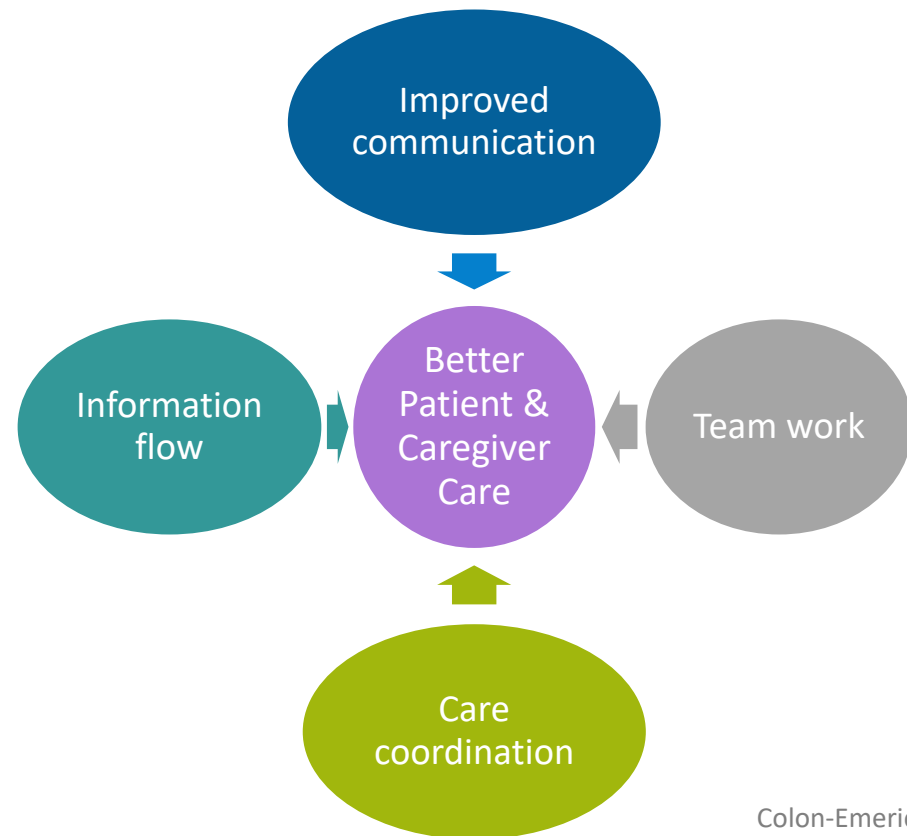 Improved
communication
Information
flow
Better
Patient &
Caregiver
Care
Team work
Care
coordination